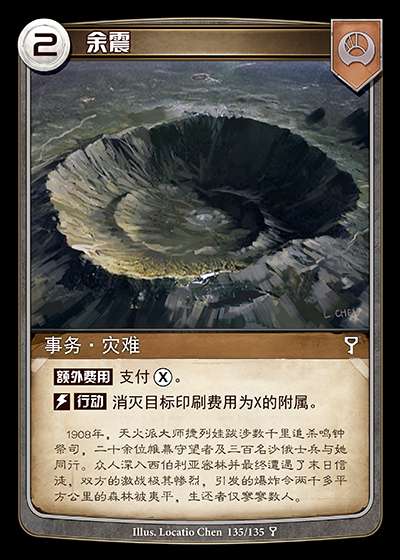 2 余震
L. CHEN
事务·灾难
额外费用 支付Ⓧ。
行动 消灭目标印刷费用为X的附属。
1908年，天火派大师捷列娃跋涉数千里追杀鸣钟
祭司，二十余位帷幕守望者及三百名沙俄士兵与她
同行。众人深入西伯利亚密林并最终遭遇了末日信
徒，双方的激战极其惨烈，引发的爆炸令两千多平
方公里的森林被夷平，生还者仅寥寥数人。
Illus. Locatio Chen 135/135